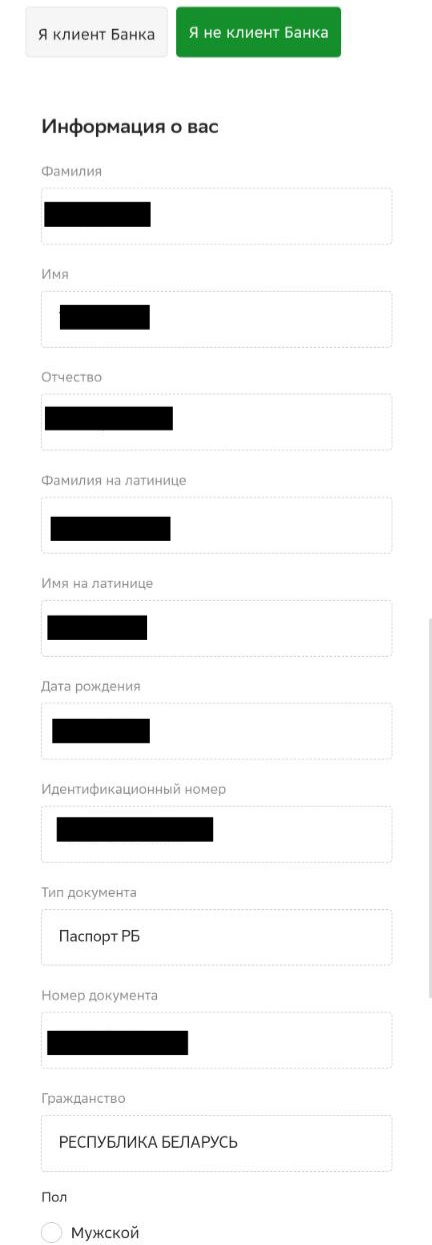 Я клиент Банка
Я не клиент Банка
Информация о вас
Фамилия
Имя
Отчество
Фамилия на латинице
Имя на латинице
Дата рождения
Идентификационный номер
Тип документа
Паспорт РБ
Номер документа
Гражданство
РЕСПУБЛИКА БЕЛАРУСЬ
Пол
Мужской